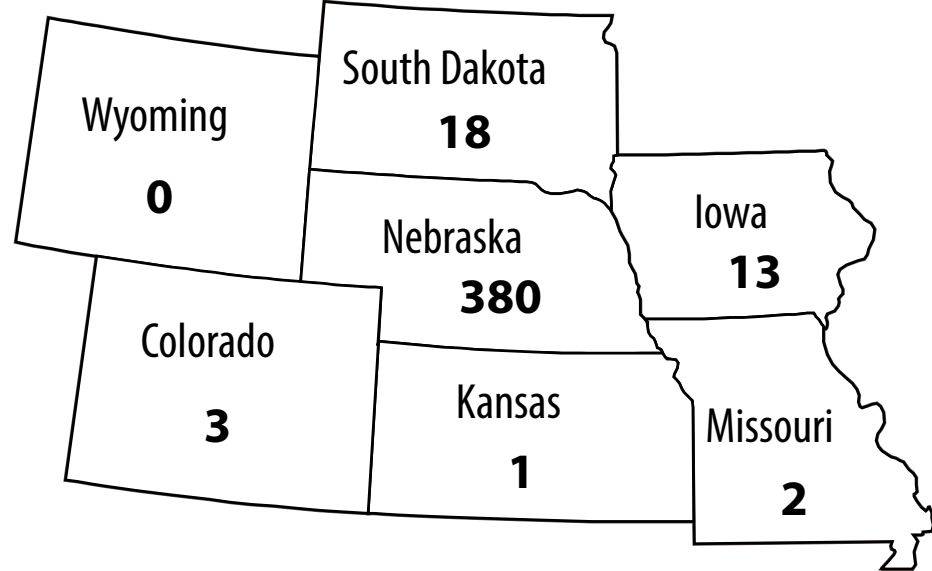 South Dakota
18
Wyoming
0
Iowa
13
Nebraska
380
Colorado
3
Kansas
1
Missouri
2